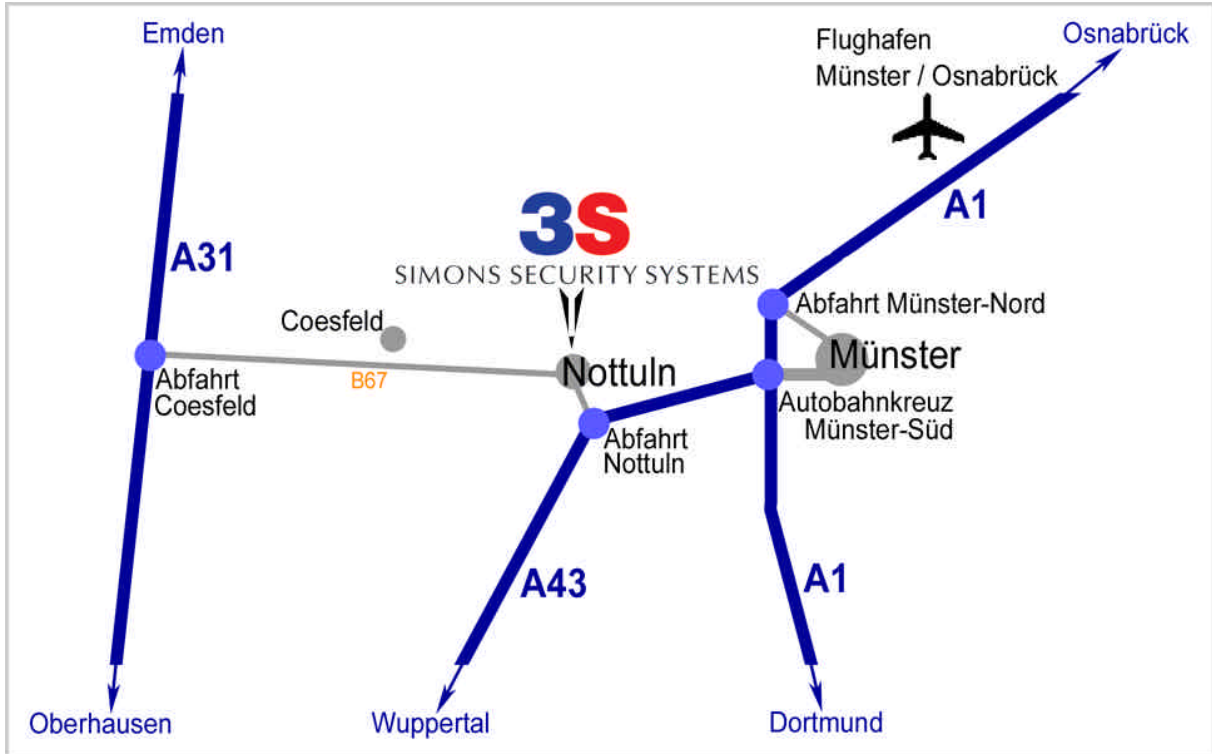 Emden
Flughafen
Münster / Osnabrück
Osnabrück
A1
3S
SIMONS SECURITY SYSTEMS
A31
Coesfeld
Abfahrt Münster-Nord
Münster
Nottuln
B67
Abfahrt
Coesfeld
Autobahnkreuz
Münster-Süd
Abfahrt
Nottuln
A43
A1
Oberhausen
Wuppertal
Dortmund